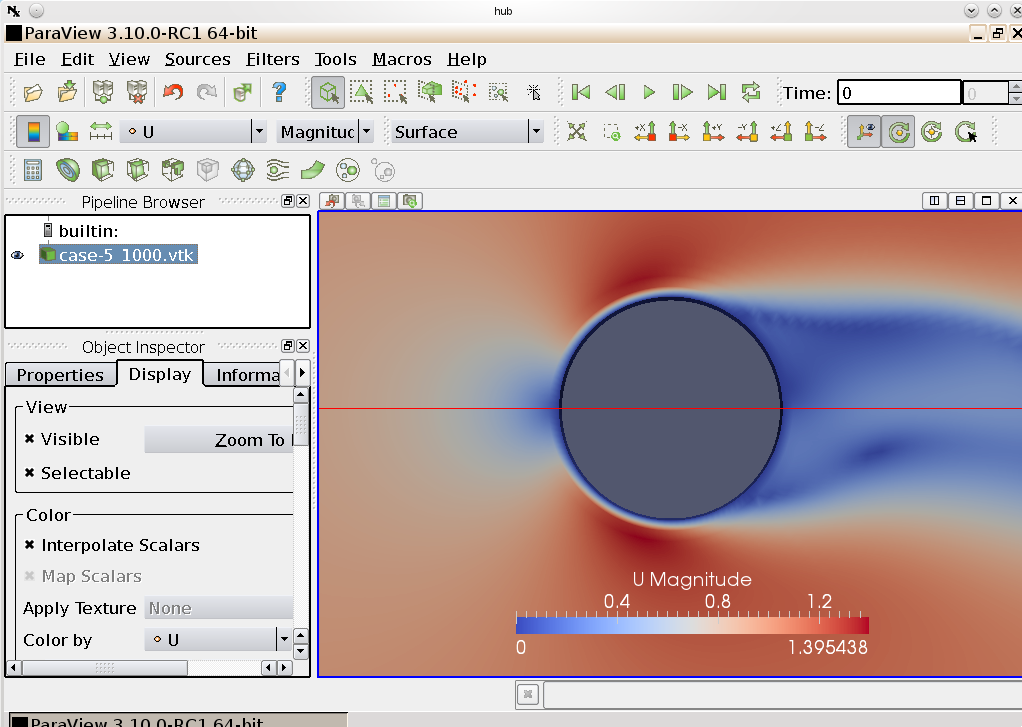 hub
ParaView 3.10.0-RC1 64-bit
File Edit View Sources Filters Tools Macros Help
Time: 0 0
U Magnituc Surface
Pipeline Browser
builtin:
case-5_1000.vtk
Object Inspector
Properties Display Informa
View
Visible Zoom To
Selectable
Color
Interpolate Scalars
Map Scalars
Apply Texture None
Color by U
U Magnitude
0.4 0.8 1.2
0 1.395438
ParaView 3.10.0-RC1 64-bit